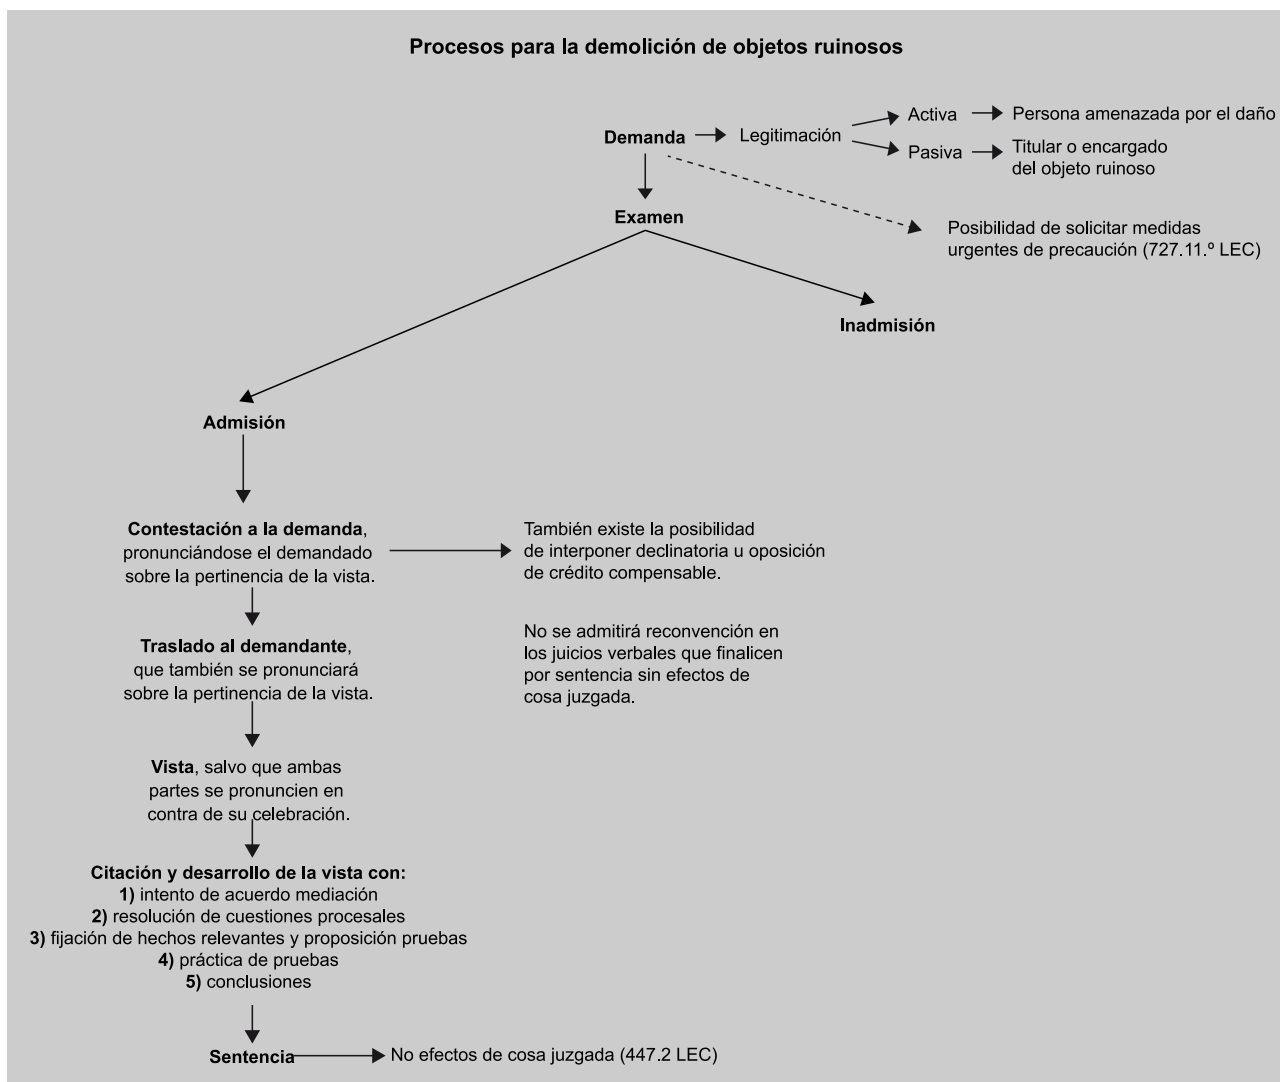 Procesos para la demolición de objetos ruinosos
Activa
Persona amenazada por el daño
Demanda
Legitimación
Pasiva
Titular o encargado
del objeto ruinoso
Examen
Posibilidad de solicitar medidas
urgentes de precaución (727.11.º LEC)
Inadmisión
Admisión
Contestación a la demanda,
pronunciándose el demandado
sobre la pertinencia de la vista.
También existe la posibilidad
de interponer declinatoria u oposición
de crédito compensable.
No se admitirá reconvención en
los juicios verbales que finalicen
por sentencia sin efectos de
cosa juzgada.
Traslado al demandante,
que también se pronunciará
sobre la pertinencia de la vista.
Vista, salvo que ambas
partes se pronuncien en
contra de su celebración.
Citación y desarrollo de la vista con:
1) intento de acuerdo mediación
2) resolución de cuestiones procesales
3) fijación de hechos relevantes y proposición pruebas
4) práctica de pruebas
5) conclusiones
Sentencia
No efectos de cosa juzgada (447.2 LEC)